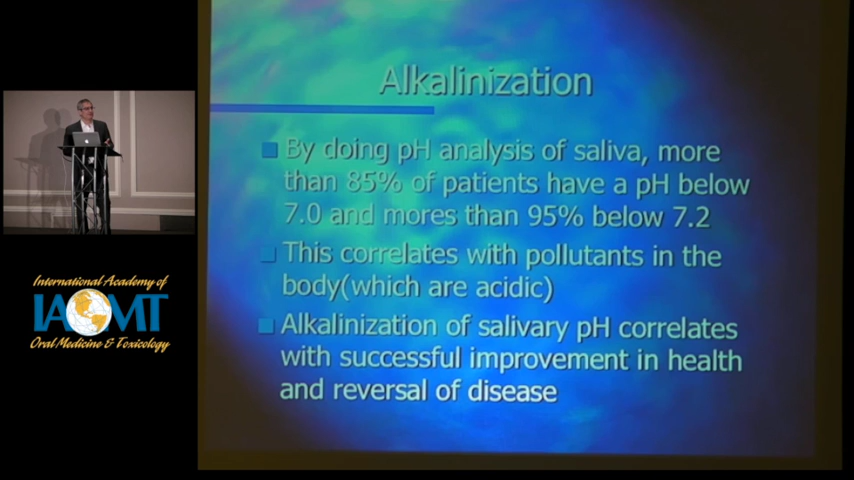 Alkalinization
By doing pH analysis of saliva, more
than 85% of patients have a pH below
7.0 and mores than 95% below 7.2
This correlates with pollutants in the
body(which are acidic)
Alkalinization of salivary pH correlates
with successful improvement in health
and reversal of disease
International Academy of
IAOMT
Oral Medicine & Toxicology